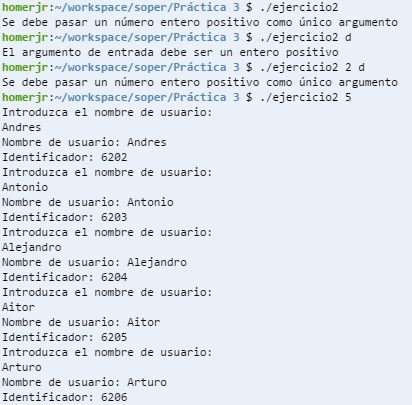 homerjr:~/workspace/soper/Práctica 3 $ ./ejercicio2
Se debe pasar un número entero positivo como único argumento
homerjr:~/workspace/soper/Práctica 3 $ ./ejercicio2 d
El argumento de entrada debe ser un entero positivo
homerjr:~/workspace/soper/Práctica 3 $ ./ejercicio2 2 d
Se debe pasar un número entero positivo como único argumento
homerjr:~/workspace/soper/Práctica 3 $ ./ejercicio2 5
Introduzca el nombre de usuario:
Andres
Nombre de usuario: Andres
Identificador: 6202
Introduzca el nombre de usuario:
Antonio
Nombre de usuario: Antonio
Identificador: 6203
Introduzca el nombre de usuario:
Alejandro
Nombre de usuario: Alejandro
Identificador: 6204
Introduzca el nombre de usuario:
Aitor
Nombre de usuario: Aitor
Identificador: 6205
Introduzca el nombre de usuario:
Arturo
Nombre de usuario: Arturo
Identificador: 6206